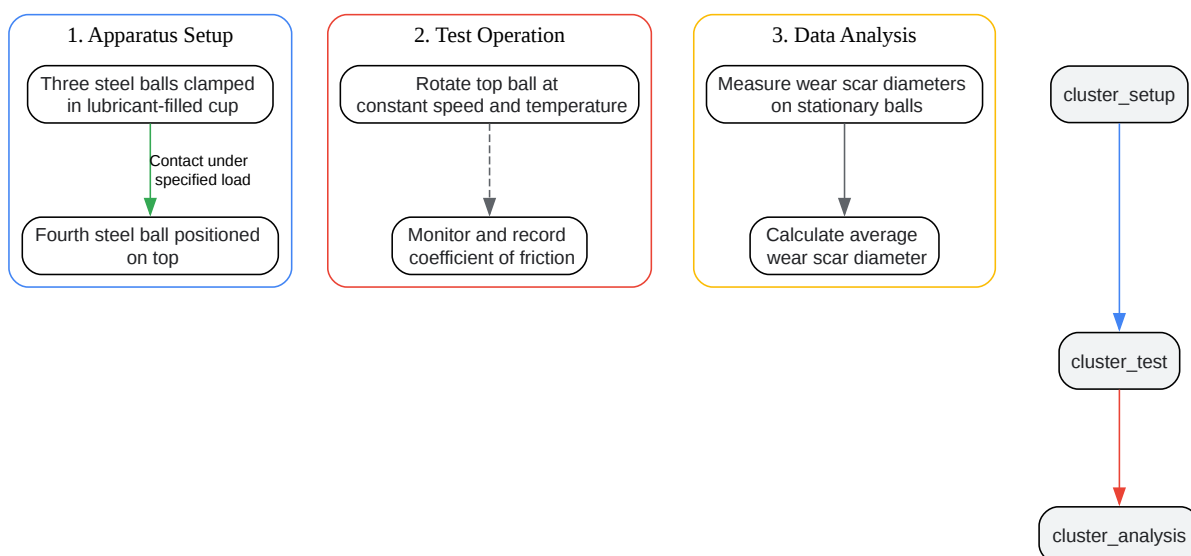 1. Apparatus Setup
Three steel balls clamped
in lubricant-filled cup
Contact under
specified load
Fourth steel ball positioned
on top
2. Test Operation
Rotate top ball at
constant speed and temperature
Monitor and record
coefficient of friction
3. Data Analysis
Measure wear scar diameters
on stationary balls
Calculate average
wear scar diameter
cluster_setup
cluster_test
cluster_analysis